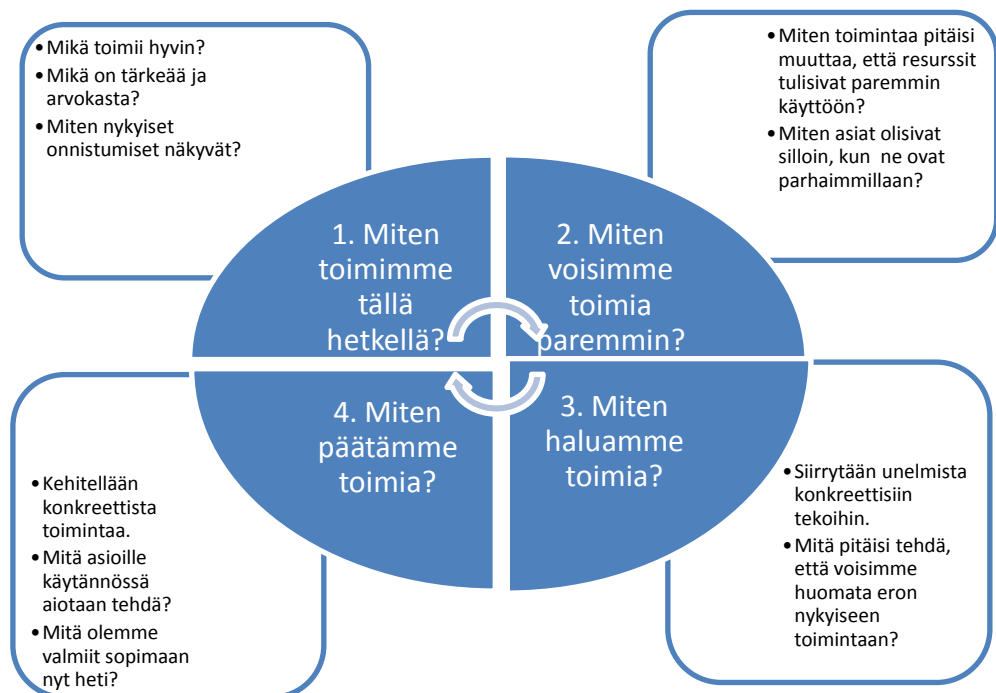 •Mikä toimii hyvin?
•Mikä on tärkeää ja
arvokasta?
•Miten nykyiset
onnistumiset näkyvät?
•Miten toimintaa pitäisi
muuttaa, että resurssit
tulisivat paremmin
käyttöön?
•Miten asiat olisivat
silloin, kun ne ovat
parhaimmillaan?
1. Miten
toimimme
tällä
hetkellä?
2. Miten
voisimme
toimia
paremmin?
4. Miten
päätämme
toimia?
3. Miten
haluamme
toimia?
•Kehitellään
konkreettista
toimintaa.
•Mitä asioille
käytännössä
aiotaan tehdä?
•Mitä olemme
valmiit sopimaan
nyt heti?
•Siirrytään unelmista
konkreettisiin
tekoihin.
•Mitä pitäisi tehdä,
että voisimme
huomata eron
nykyiseen
toimintaan?